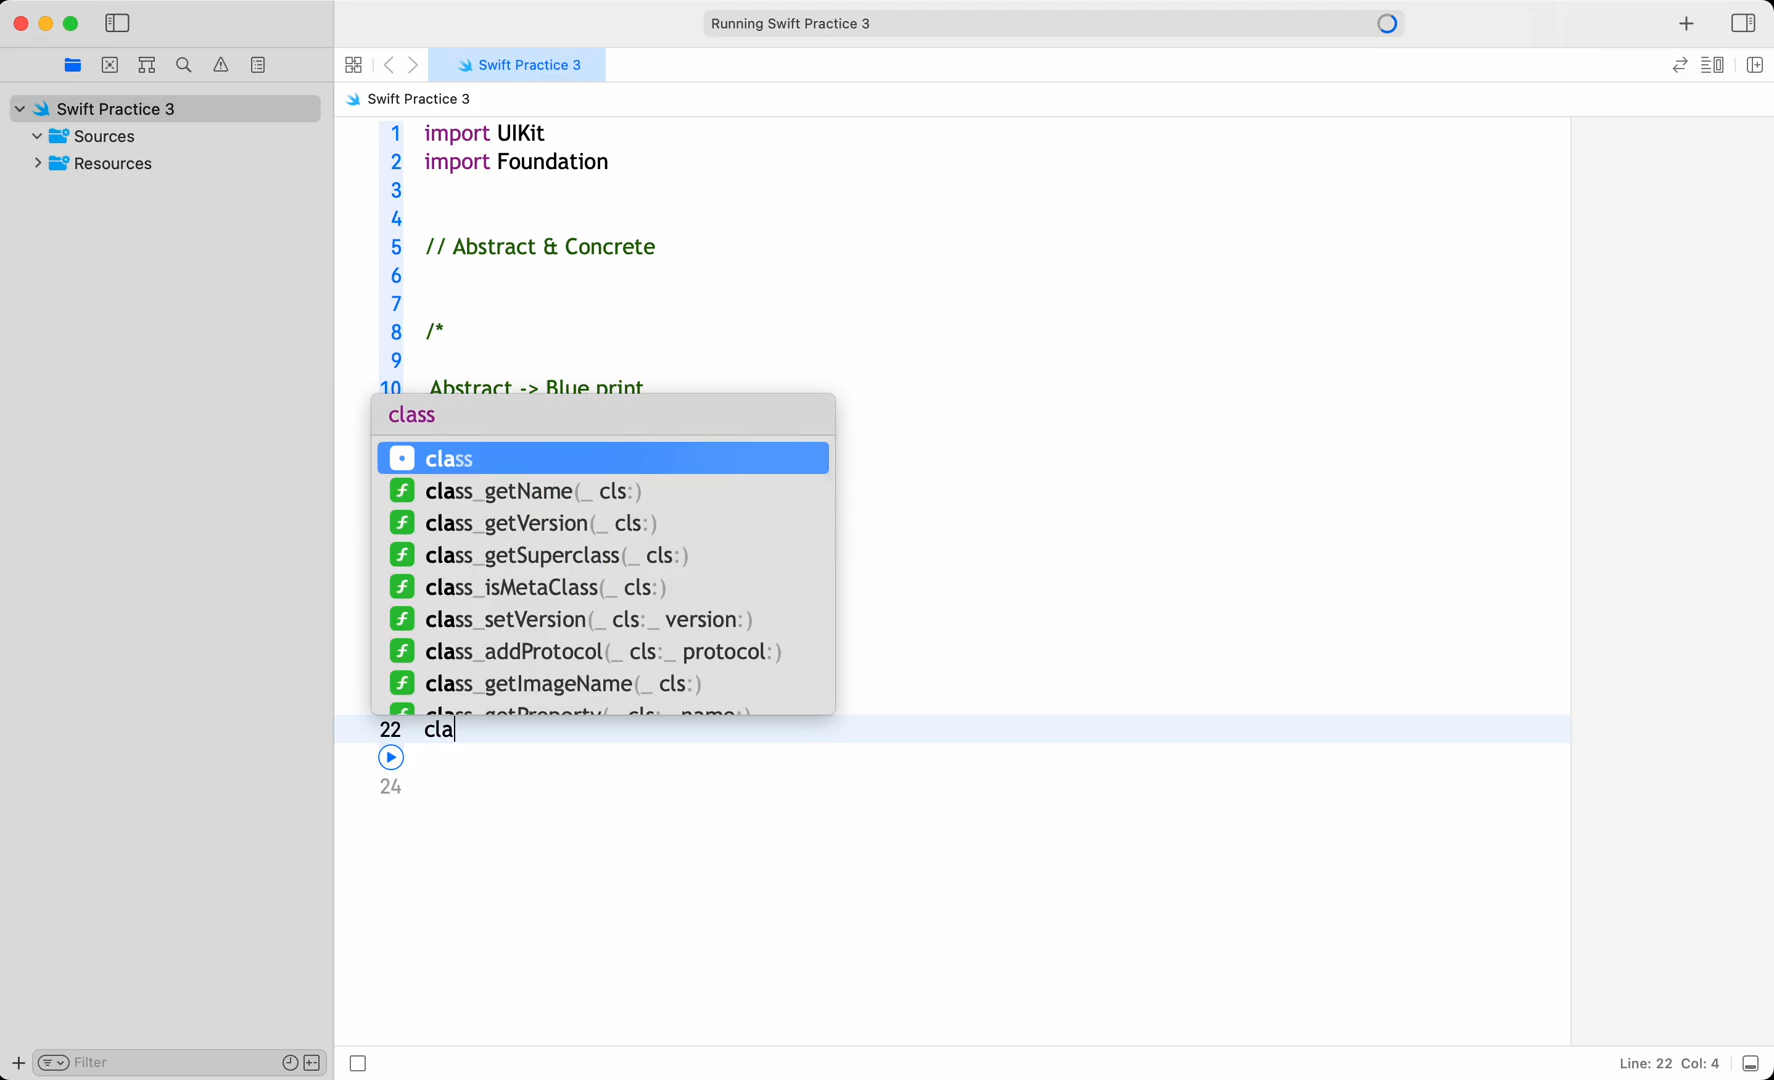 Running Swift Practice 3
Swift Practice 3
Swift Practice 3
Swift Practice 3
Sources
Resources
1 import UIKit
2 import Foundation
3
4
5 // Abstract & Concrete
6
7
8 /*
9
10 Abstract -> Blue print
class
class
class_getName(_ cls:)
class_getVersion(_ cls:)
class_getSuperclass(_ cls:)
class_isMetaClass(_ cls:)
class_setVersion(_ cls:_ version:)
class_addProtocol(_ cls:_ protocol:)
class_getImageName(_ cls:)
class_getProperty(_ cls:_ name:)
22 cla
24
Filter
Line: 22 Col: 4